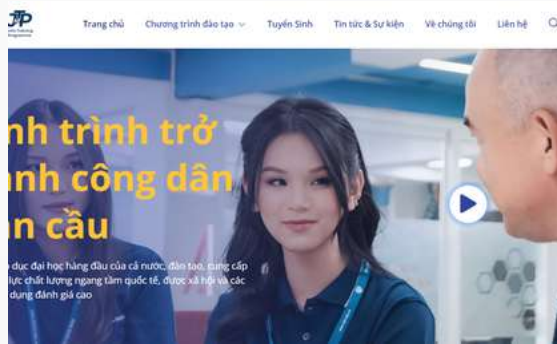 JTP
Trang chủ Chương trình đào tạo Tuyển Sinh Tin tức & Sự kiện Về chúng tôi Liên hệ
nh trình trở
nh công dân
n cầu
dục đại học hàng đầu của cả nước, đào tạo, cung cấp
lực chất lượng ngang tầm quốc tế, được xã hội và các
dụng đánh giá cao